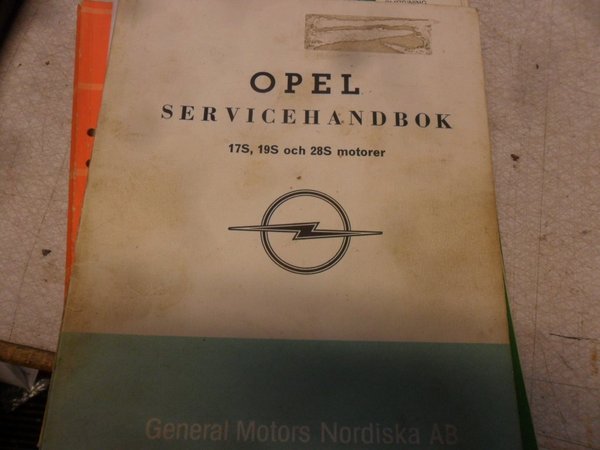 OPEL
SERVICEHANDBOK
17S, 19S och 28S motorer
General Motors Nordiska AB